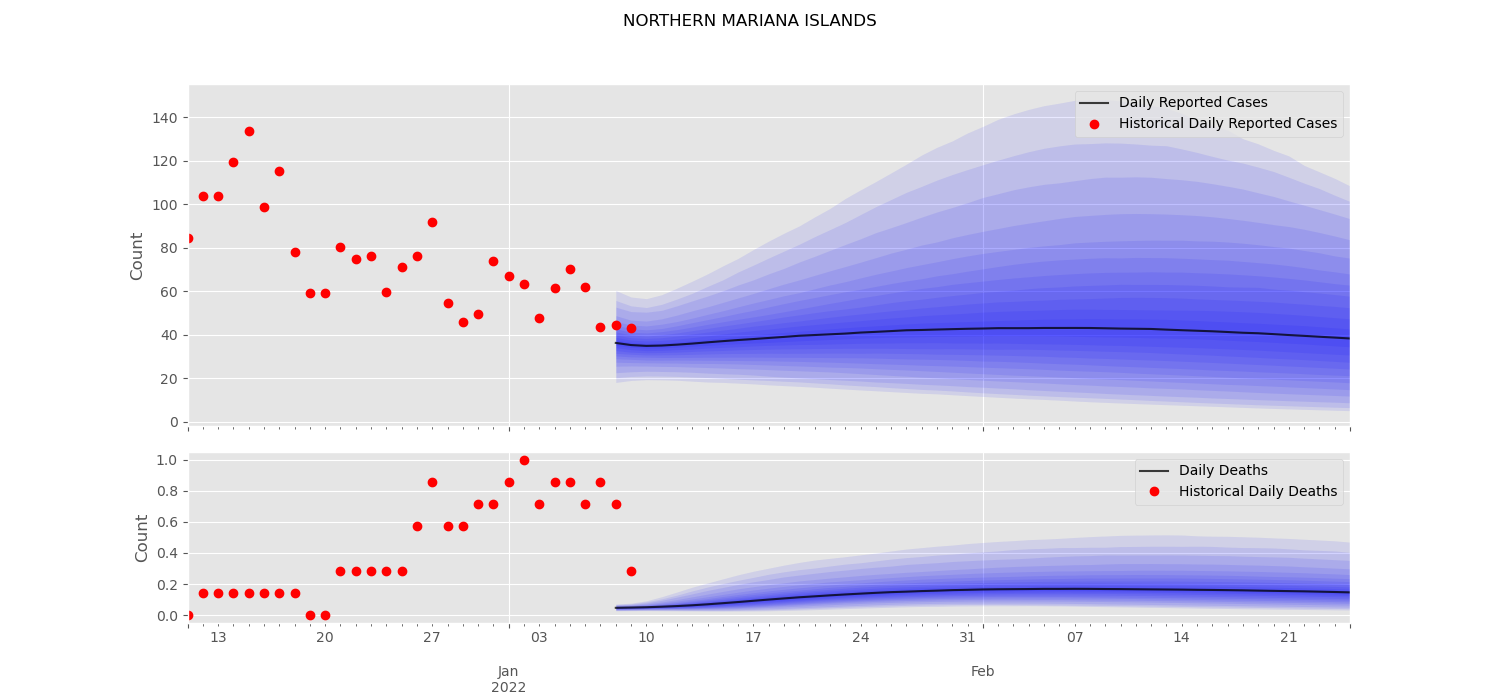 NORTHERN MARIANA ISLANDS
Daily Reported Cases
Historical Daily Reported Cases
Count
140
120
100
80
60
40
20
0
Daily Deaths
Historical Daily Deaths
Count
1.0
0.8
0.6
0.4
0.2
0.0
13 20 27 03 10 17 24 31 07 14 21
Jan Feb
2022